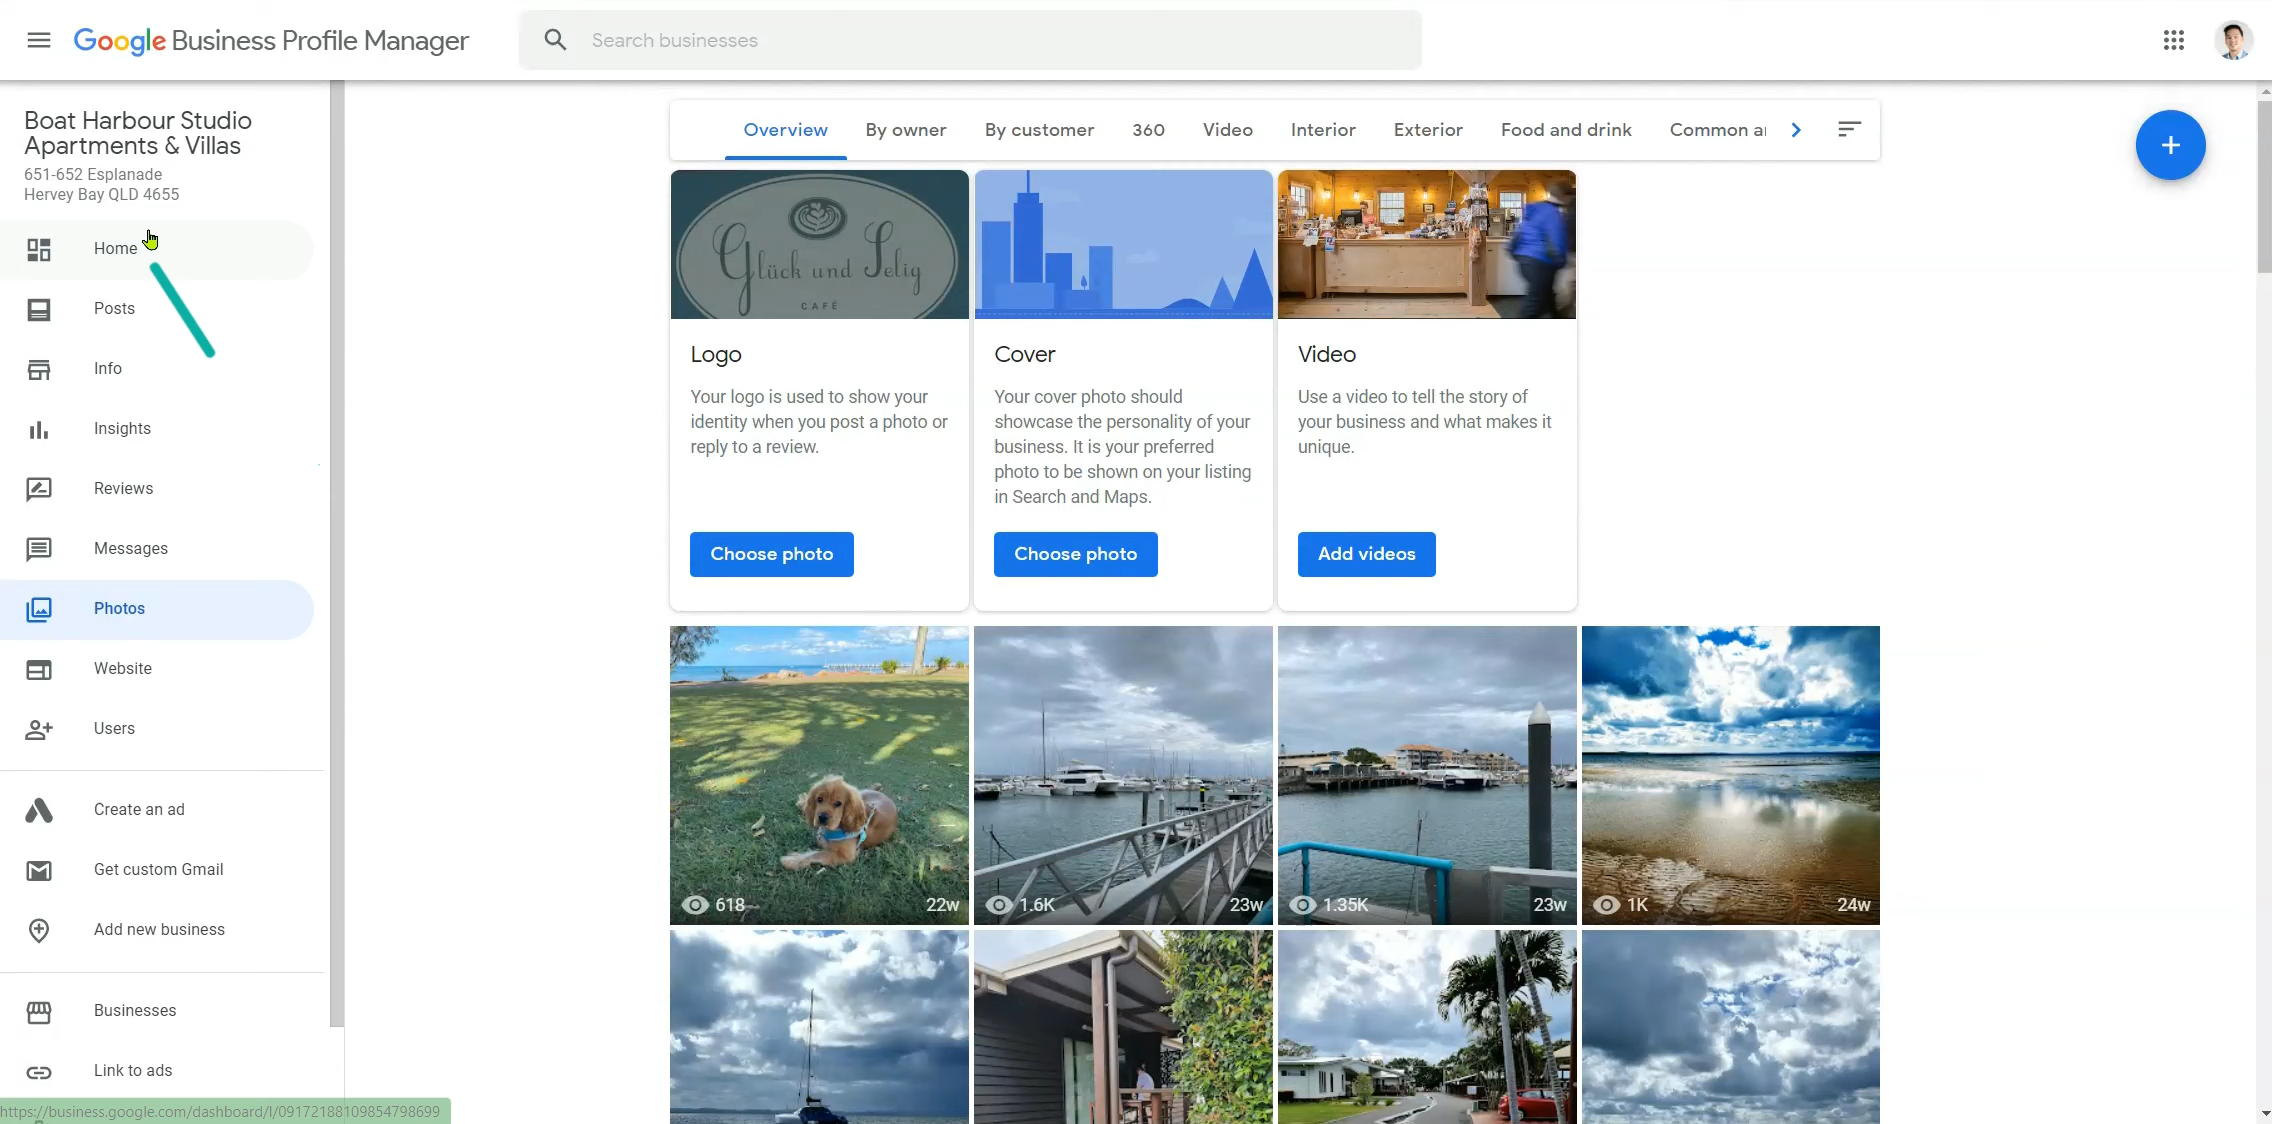 Google Business Profile Manager
Search businesses
Boat Harbour Studio
Apartments & Villas
651-652 Esplanade
Hervey Bay QLD 4655
Home
Posts
Info
Insights
Reviews
Messages
Photos
Website
Users
Create an ad
Get custom Gmail
Add new business
Businesses
Link to ads
https://business.google.com/dashboard/l/09172188109854798699
Overview
By owner
By customer
360
Video
Interior
Exterior
Food and drink
Common ar
Glück und Selig
CAFÉ
Logo
Your logo is used to show your
identity when you post a photo or
reply to a review.
Choose photo
Cover
Your cover photo should
showcase the personality of your
business. It is your preferred
photo to be shown on your listing
in Search and Maps.
Choose photo
Video
Use a video to tell the story of
your business and what makes it
unique.
Add videos
618
22w
1.6K
23w
1.35K
23w
1K
24w